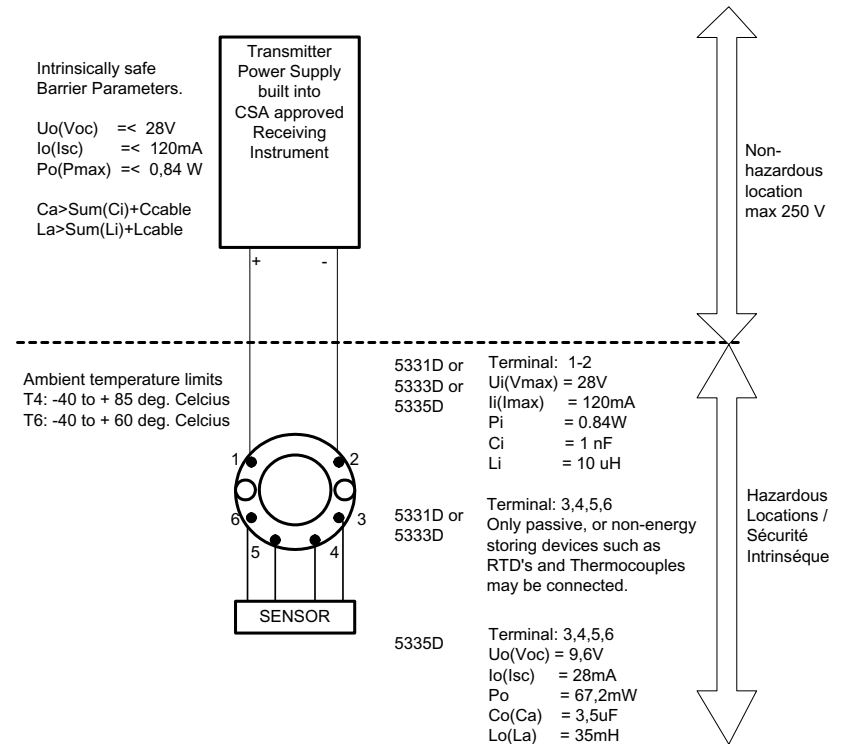 Transmitter
Power Supply
built into
CSA approved
Receiving
Instrument
Intrinsically safe
Barrier Parameters.
Uo(Voc) =< 28V
Io(Isc) =< 120mA
Po(Pmax) =< 0,84 W
Ca>Sum(Ci)+Ccable
La>Sum(Li)+Lcable
+ -
Non-
hazardous
location
max 250 V
Ambient temperature limits
T4: -40 to + 85 deg. Celcius
T6: -40 to + 60 deg. Celcius
5331D or
5333D or
5335D
Terminal: 1-2
Ui(Vmax) = 28V
Ii(Imax) = 120mA
Pi = 0.84W
Ci = 1 nF
Li = 10 uH
1 2
6 3
5 4
SENSOR
5331D or
5333D
Terminal: 3,4,5,6
Only passive, or non-energy
storing devices such as
RTD's and Thermocouples
may be connected.
Hazardous
Locations /
Sécurité
Intrinséque
5335D
Terminal: 3,4,5,6
Uo(Voc) = 9,6V
Io(Isc) = 28mA
Po = 67,2mW
Co(Ca) = 3,5uF
Lo(La) = 35mH